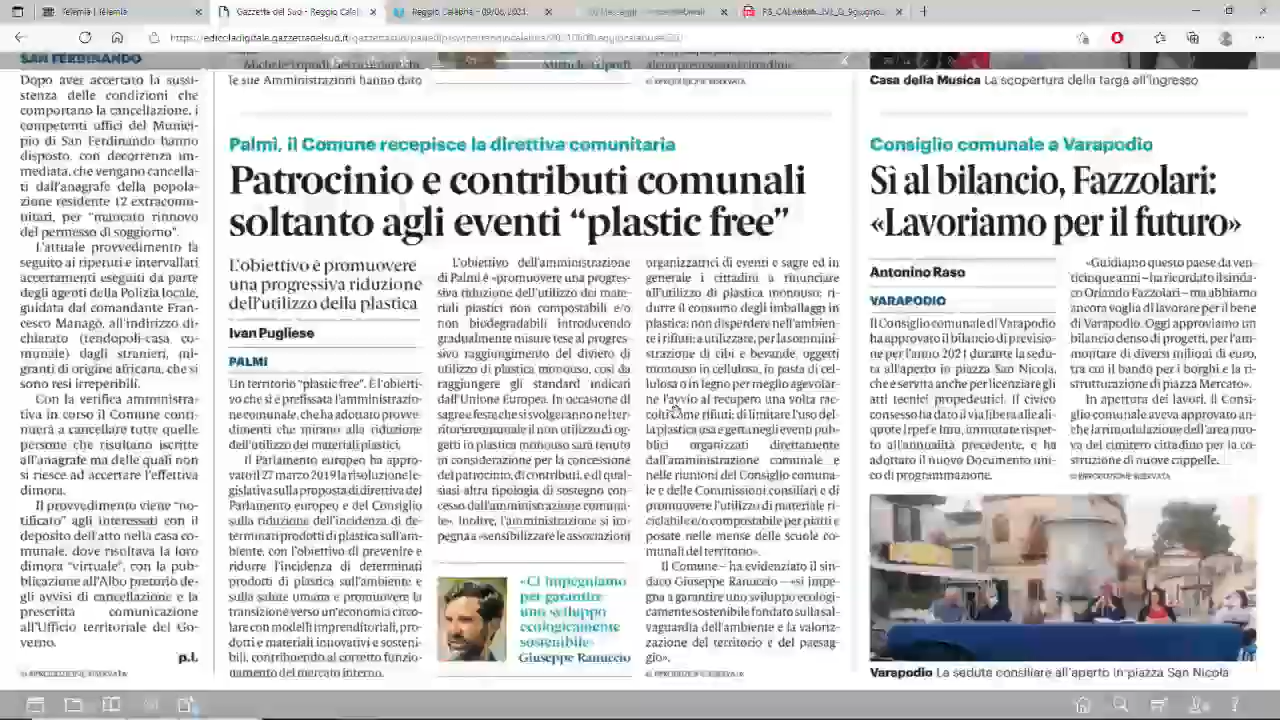 Telemia | Telemia
Gazzetta del Sud - Reggio Calab
Reggio Calabria - 09/06/2021
SAN FERDINANDO
Dopo aver accertato la sussi-
stenza delle condizioni che
comportano la cancellazione, i
competenti uffici del Munici-
pio di San Ferdinando hanno
disposto, con decorrenza im-
mediata, che vengano cancella-
ti dall'anagrafe della popola-
zione residente 12 extracomu-
nitari, per "mancato rinnovo
del permesso di soggiorno".
L'attuale provvedimento fa
seguito ai ripetuti e intervallati
accertamenti eseguiti da parte
degli agenti della Polizia locale,
guidata dal comandante Fran-
cesco Managò, all'indirizzo di-
chiarato (tendopoli-casa co-
munale) dagli stranieri, mi-
granti di origine africana, che si
sono resi irreperibili.
Con la verifica amministra-
tiva in corso il Comune conti-
nuerà a cancellare tutte quelle
persone che risultano iscritte
all'anagrafe ma delle quali non
si riesce ad accertare l'effettiva
dimora.
Il provvedimento viene "no-
tificato" agli interessati con il
deposito dell'atto nella casa co-
munale, dove risultava la loro
dimora "virtuale", con la pub-
blicazione all'Albo pretorio de-
gli avvisi di cancellazione e la
prescritta comunicazione
all'Ufficio territoriale del Go-
verno.
p.l.
© RIPRODUZIONE RISERVATA
le sue Amministrazioni hanno dato
© RIPRODUZIONE RISERVATA
Palmi, il Comune recepisce la direttiva comunitaria
Patrocinio e contributi comunali
soltanto agli eventi "plastic free"
L'obiettivo è promuovere
una progressiva riduzione
dell'utilizzo della plastica
Ivan Pugliese
PALMI
Un territorio "plastic free". È l'obietti-
vo che si è prefissata l'amministrazio-
ne comunale, che ha adottato provve-
dimenti che mirano alla riduzione
dell'utilizzo dei materiali plastici.
Il Parlamento europeo ha appro-
vato il 27 marzo 2019 la risoluzione le-
gislativa sulla proposta di direttiva del
Parlamento europeo e del Consiglio
sulla riduzione dell'incidenza di de-
terminati prodotti di plastica sull'am-
biente, con l'obiettivo di prevenire e
ridurre l'incidenza di determinati
prodotti di plastica sull'ambiente e
sulla salute umana e promuovere la
transizione verso un'economia circo-
lare con modelli imprenditoriali, pro-
dotti e materiali innovativi e sosteni-
bili, contribuendo al corretto funzio-
namento del mercato interno.
L'obiettivo dell'amministrazione
di Palmi è «promuovere una progres-
siva riduzione dell'utilizzo dei mate-
riali plastici non compostabili e/o
non biodegradabili introducendo
gradualmente misure tese al progres-
sivo raggiungimento del divieto di
utilizzo di plastica monouso, così da
raggiungere gli standard indicati
dall'Unione Europea. In occasione di
sagre e feste che si svolgeranno nel ter-
ritorio comunale il non utilizzo di og-
getti in plastica monouso sarà tenuto
in considerazione per la concessione
del patrocinio, di contributi, e di qual-
siasi altra tipologia di sostegno con-
cesso dall'amministrazione comuna-
le». Inoltre, l'amministrazione si im-
pegna a «sensibilizzare le associazioni
«Ci impegniamo
per garantire
uno sviluppo
ecologicamente
sostenibile»
Giuseppe Ranuccio
organizzatrici di eventi e sagre ed in
generale i cittadini a rinunciare
all'utilizzo di plastica monouso; ri-
durre il consumo degli imballaggi in
plastica; non disperdere nell'ambien-
te i rifiuti; a utilizzare, per la sommi-
nistrazione di cibi e bevande, oggetti
monouso in cellulosa, in pasta di cel-
lulosa o in legno per meglio agevolar-
ne l'avvio al recupero una volta rac-
colti come rifiuti; di limitare l'uso del-
la plastica usa e getta negli eventi pub-
blici organizzati direttamente
dall'amministrazione comunale e
nelle riunioni del Consiglio comuna-
le e delle Commissioni consiliari e di
promuovere l'utilizzo di materiale ri-
ciclabile e/o compostabile per piatti e
posate nelle mense delle scuole co-
munali del territorio».
Il Comune – ha evidenziato il sin-
daco Giuseppe Ranuccio – «si impe-
gna a garantire uno sviluppo ecologi-
camente sostenibile fondato sulla sal-
vaguardia dell'ambiente e la valoriz-
zazione del territorio e del paesag-
gio».
© RIPRODUZIONE RISERVATA
Casa della Musica La scopertura della targa all'ingresso
Consiglio comunale a Varapodio
Sì al bilancio, Fazzolari:
«Lavoriamo per il futuro»
Antonino Raso
VARAPODIO
Il Consiglio comunale di Varapodio
ha approvato il bilancio di previsio-
ne per l'anno 2021 durante la sedu-
ta all'aperto in piazza San Nicola,
che è servita anche per licenziare gli
atti tecnici propedeutici. Il civico
consesso ha dato il via libera alle ali-
quote Irpef e Imu, immutate rispet-
to all'annualità precedente, e ha
adottato il nuovo Documento uni-
co di programmazione.
«Guidiamo questo paese da ven-
ticinque anni – ha ricordato il sinda-
co Orlando Fazzolari – ma abbiamo
ancora voglia di lavorare per il bene
di Varapodio. Oggi approviamo un
bilancio denso di progetti, per l'am-
montare di diversi milioni di euro,
tra cui il bando per i borghi e la ri-
strutturazione di piazza Mercato».
In apertura dei lavori, il Consi-
glio comunale aveva approvato an-
che la modulazione dell'area nuo-
va del cimitero cittadino per la co-
struzione di nuove cappelle.
© RIPRODUZIONE RISERVATA
Varapodio La seduta consiliare all'aperto in piazza San Nicola